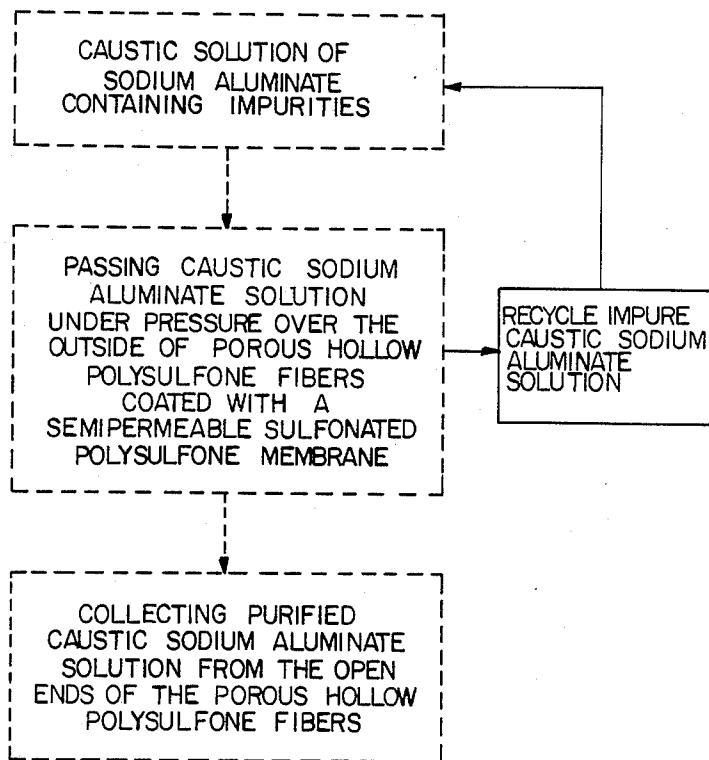 CAUSTIC SOLUTION OF
SODIUM ALUMINATE
CONTAINING IMPURITIES
PASSING CAUSTIC SODIUM
ALUMINATE SOLUTION
UNDER PRESSURE OVER THE
OUTSIDE OF POROUS HOLLOW
POLYSULFONE FIBERS
COATED WITH A
SEMIPERMEABLE SULFONATED
POLYSULFONE MEMBRANE
RECYCLE IMPURE
CAUSTIC SODIUM
ALUMINATE
SOLUTION
COLLECTING PURIFIED
CAUSTIC SODIUM ALUMINATE
SOLUTION FROM THE OPEN
ENDS OF THE POROUS HOLLOW
POLYSULFONE FIBERS